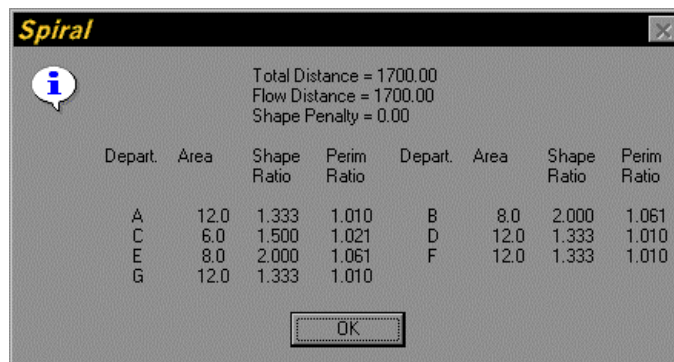 Spiral
Total Distance = 1700.00
Flow Distance = 1700.00
Shape Penalty = 0.00
Depart. Area Shape Ratio Perim Ratio Depart. Area Shape Ratio Perim Ratio
A 12.0 1.333 1.010 B 8.0 2.000 1.061
C 6.0 1.500 1.021 D 12.0 1.333 1.010
E 8.0 2.000 1.061 F 12.0 1.333 1.010
G 12.0 1.333 1.010
OK